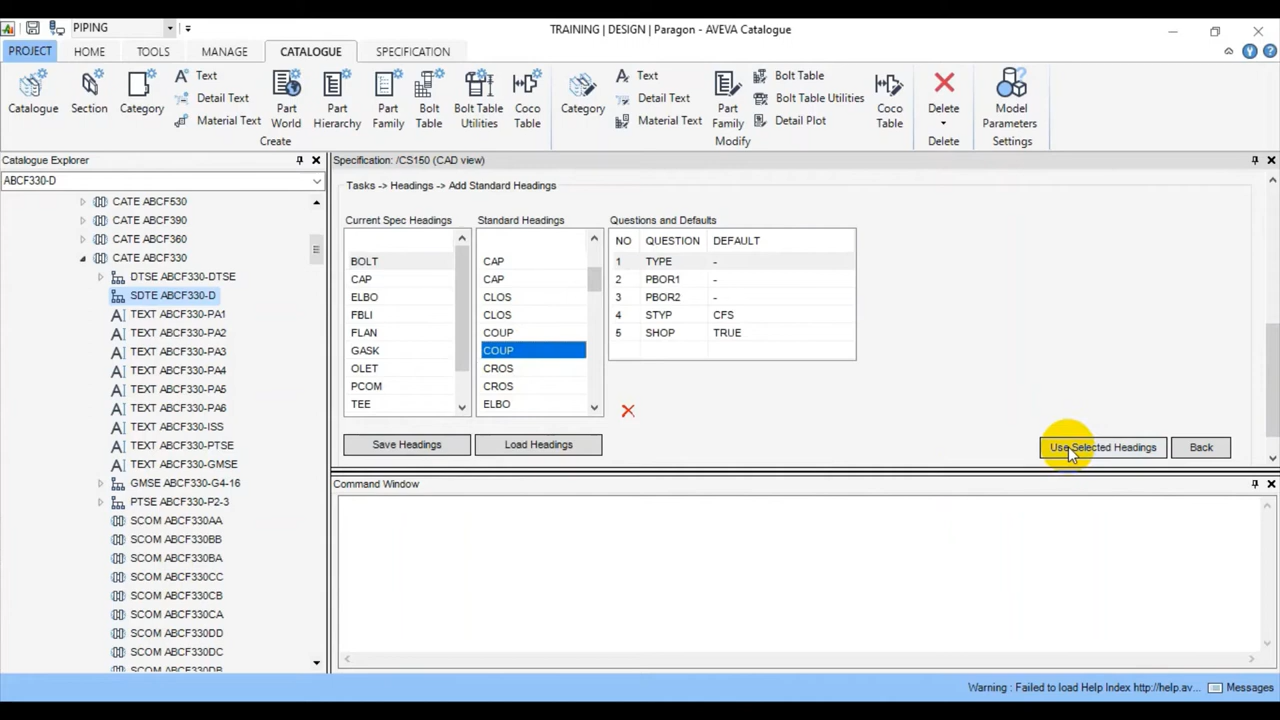 PIPING
TRAINING | DESIGN | Paragon - AVEVA Catalogue
PROJECT HOME TOOLS MANAGE CATALOGUE SPECIFICATION
Catalogue
Section
Category
Text
Detail Text
Material Text
Part World
Part Hierarchy
Part Family
Bolt Table
Bolt Table Utilities
Coco Table
Create
Category
Text
Detail Text
Material Text
Part Family
Bolt Table
Bolt Table Utilities
Detail Plot
Coco Table
Modify
Delete
Delete
Model Parameters
Settings
Catalogue Explorer
ABCF330-D
CATE ABCF530
CATE ABCF390
CATE ABCF360
CATE ABCF330
DTSE ABCF330-DTSE
SDTE ABCF330-D
TEXT ABCF330-PA1
TEXT ABCF330-PA2
TEXT ABCF330-PA3
TEXT ABCF330-PA4
TEXT ABCF330-PA5
TEXT ABCF330-PA6
TEXT ABCF330-ISS
TEXT ABCF330-PTSE
TEXT ABCF330-GMSE
GMSE ABCF330-G4-16
PTSE ABCF330-P2-3
SCOM ABCF330AA
SCOM ABCF330BB
SCOM ABCF330BA
SCOM ABCF330CC
SCOM ABCF330CB
SCOM ABCF330CA
SCOM ABCF330DD
SCOM ABCF330DC
SCOM ABCF330DB
Specification: /CS150 (CAD view)
Tasks -> Headings -> Add Standard Headings
Current Spec Headings
BOLT
CAP
ELBO
FBLI
FLAN
GASK
OLET
PCOM
TEE
Save Headings
Standard Headings
CAP
CAP
CLOS
CLOS
COUP
COUP
CROS
CROS
ELBO
Load Headings
Questions and Defaults
NO QUESTION DEFAULT
1 TYPE -
2 PBOR1 -
3 PBOR2 -
4 STYP CFS
5 SHOP TRUE
Use Selected Headings
Back
Command Window
Warning : Failed to load Help Index http://help.av... Messages